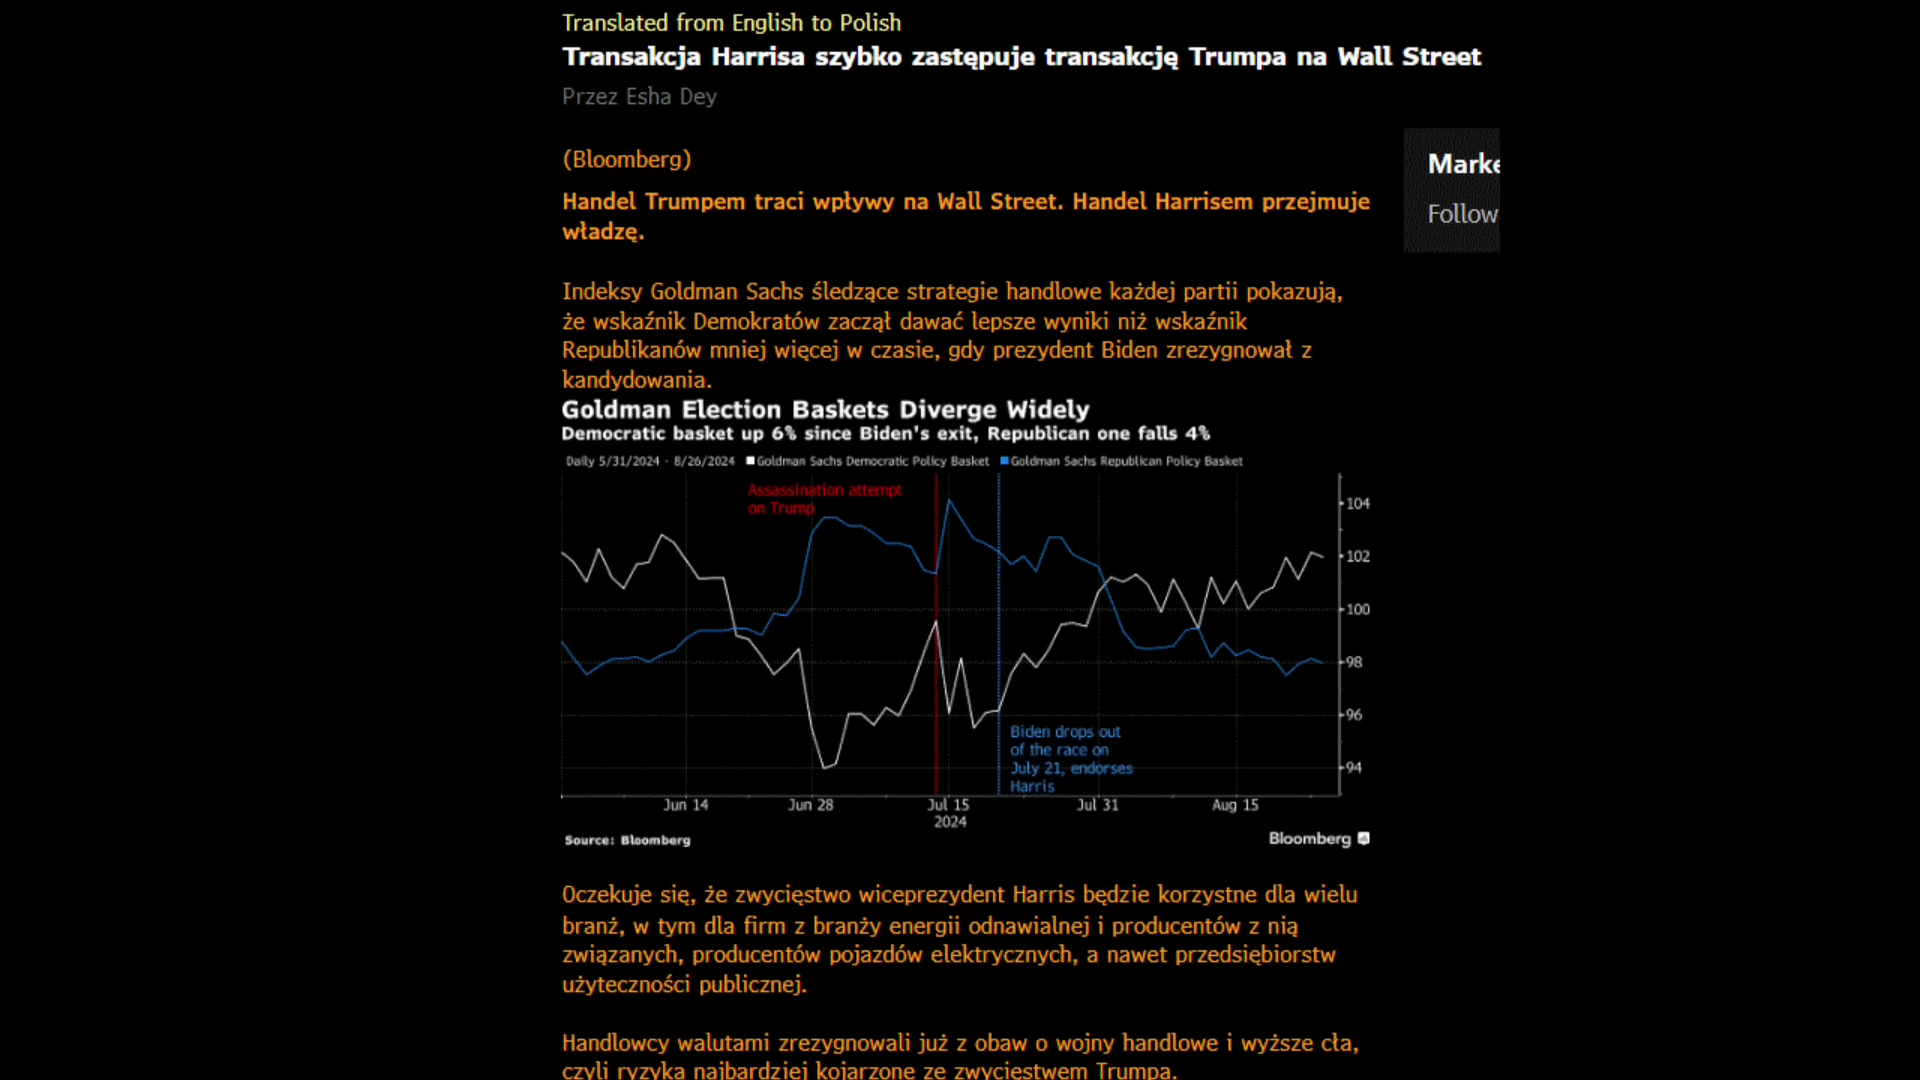 Translated from English to Polish
Transakcja Harrisa szybko zastępuje transakcję Trumpa na Wall Street
Przez Esha Dey
(Bloomberg)
Marke
Follow
Handel Trumpem traci wpływy na Wall Street. Handel Harrisem przejmuje
władzę.
Indeksy Goldman Sachs śledzące strategie handlowe każdej partii pokazują,
że wskaźnik Demokratów zaczął dawać lepsze wyniki niż wskaźnik
Republikanów mniej więcej w czasie, gdy prezydent Biden zrezygnował z
kandydowania.
Goldman Election Baskets Diverge Widely
Democratic basket up 6% since Biden's exit, Republican one falls 4%
Daily 5/31/2024 - 8/26/2024 Goldman Sachs Democratic Policy Basket Goldman Sachs Republican Policy Basket
Assassination attempt
on Trump
104
102
100
98
96
94
Biden drops out
of the race on
July 21, endorses
Harris
Jun 14 Jun 28 Jul 15 Jul 31 Aug 15
2024
Source: Bloomberg
Bloomberg
Oczekuje się, że zwycięstwo wiceprezydent Harris będzie korzystne dla wielu
branż, w tym dla firm z branży energii odnawialnej i producentów z nią
związanych, producentów pojazdów elektrycznych, a nawet przedsiębiorstw
użyteczności publicznej.
Handlowcy walutami zrezygnowali już z obaw o wojny handlowe i wyższe cła,
czyli ryzyka najbardziej kojarzone ze zwycięstwem Trumpa.